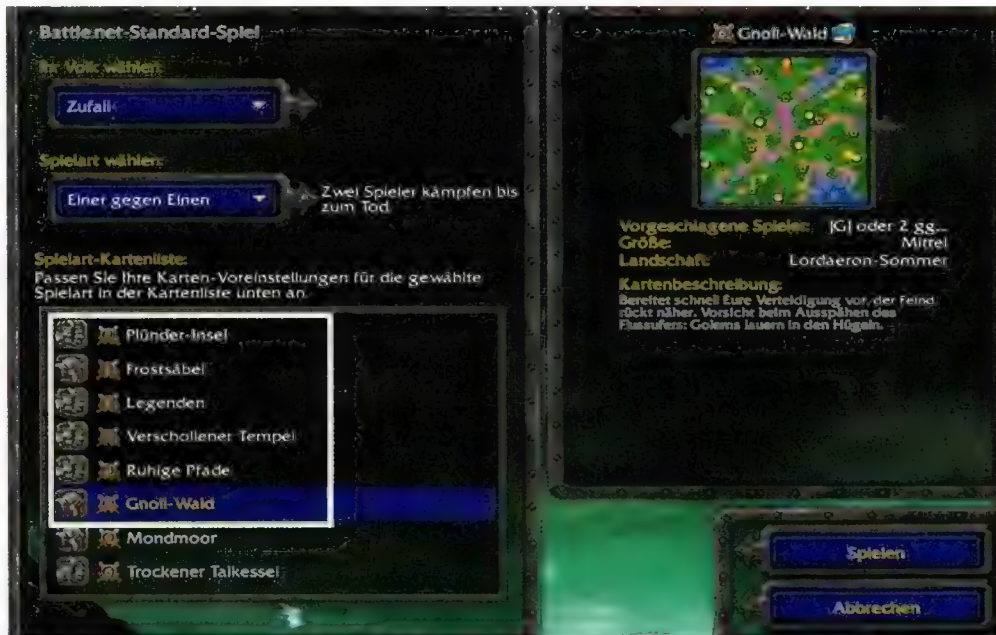 Battle.net-Standard-Spiel
Ihr Volk wählen:
Zufall
Spielart wählen:
Einer gegen Einen
Zwei Spieler kämpfen bis
zum Tod
Spielart-Kartenliste:
Passen Sie Ihre Karten-Voreinstellungen für die gewählte
Spielart in der Kartenliste unten an.
Plünder-Insel
Frostsäbel
Legenden
Verschollener Tempel
Ruhige Pfade
Gnoll-Wald
Mondmoor
Trockener Talkessel
Gnoll-Wald
Vorgeschlagene Spieler: |G| oder 2 gg...
Größe: Mittel
Landschaft: Lordaeron-Sommer
Kartenbeschreibung:
Bereitet schnell Eure Verteidigung vor, der Feind
rückt näher. Vorsicht beim Ausspähen des
Flussufers: Golems lauern in den Hügeln.
Spielen
Abbrechen